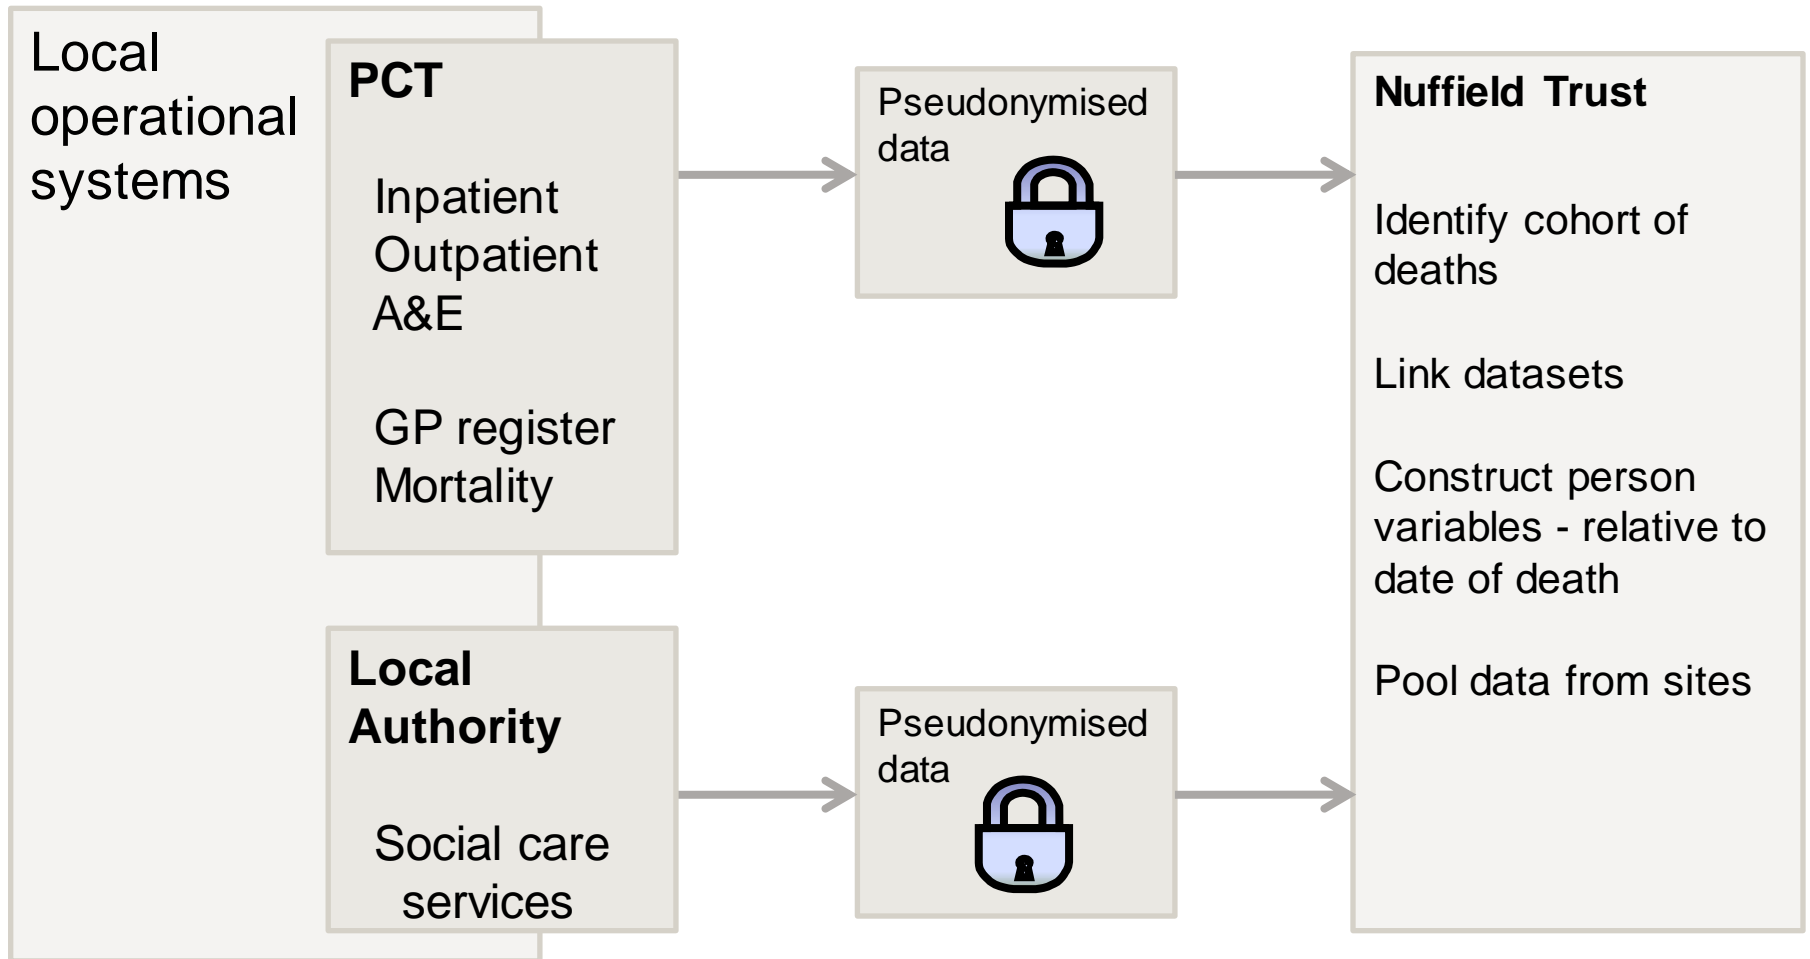 Local
operational
systems
PCT
Inpatient
Outpatient
A&E
GP register
Mortality
Local
Authority
Social care
services
Pseudonymised
data
Pseudonymised
data
Nuffield Trust
Identify cohort of
deaths
Link datasets
Construct person
variables - relative to
date of death
Pool data from sites